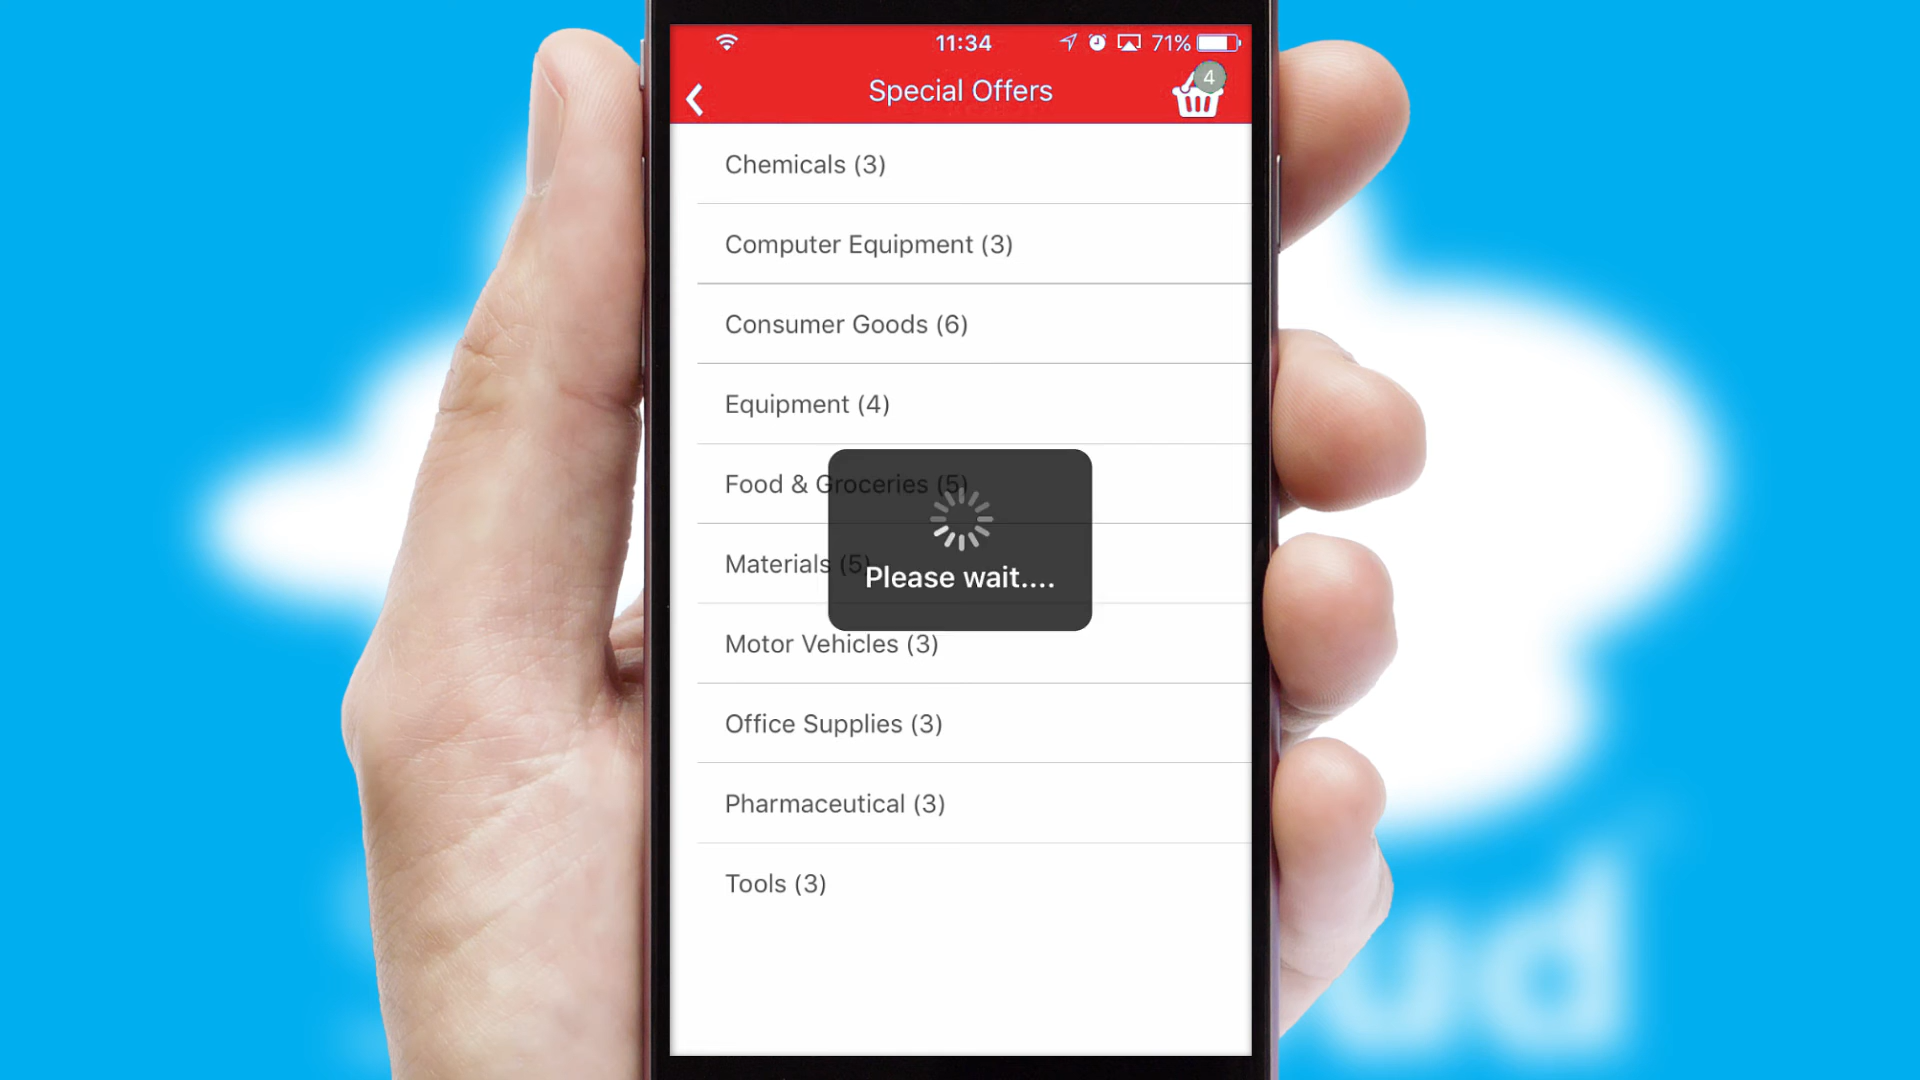 11:34
71%
Special Offers
4
Chemicals (3)
Computer Equipment (3)
Consumer Goods (6)
Equipment (4)
Food & Groceries (5)
Materials (5)
Please wait....
Motor Vehicles (3)
Office Supplies (3)
Pharmaceutical (3)
Tools (3)
ud